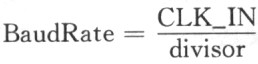 BaudRate = CLK_IN / divisor